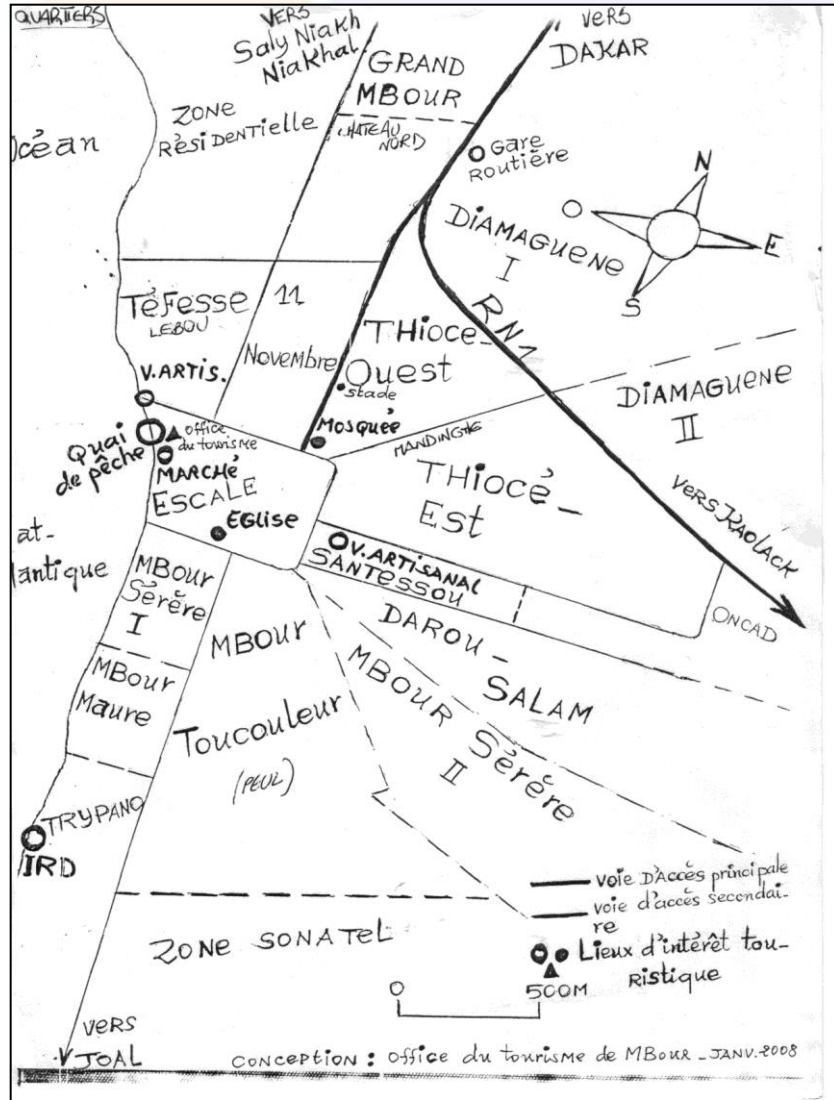 QUARTIERS
VERS
Saly Niakh
Niakhal
VERS
DAKAR
GRAND
MBOUR
ZONE
RÉSIDENTIELLE
CHATEAU
NORD
Océan
Gare
Routière
N
O
E
S
DIAMAGUENE
I
RN1
TéFesse
LEBOU
11
Novembre
THiocé-
Ouest
Stade
V.ARTIS.
Mosquée
DIAMAGUENE
II
Quai
de pêche
office
du tourisme
MARCHÉ
ESCALE
EGlise
MANDINGUE
THiocé-
EST
VERS KAOLACK
at-
lantique
V.ARTISANAL
SANTESSOU
ONCAD
MBour
Sérère
I
MBOUR
Toucouleur
(PEUL)
DAROU-
SALAM
MBOUR Sérère
II
MBour
Maure
TRYPANO
IRD
ZONE SONATEL
voie D'Accès principale
voie d'accès secondai-
re
Lieux d'intérêt tou-
Ristique
O
500M
VERS
JOAL
CONCEPTION : Office du tourisme de MBour - JANV.2008